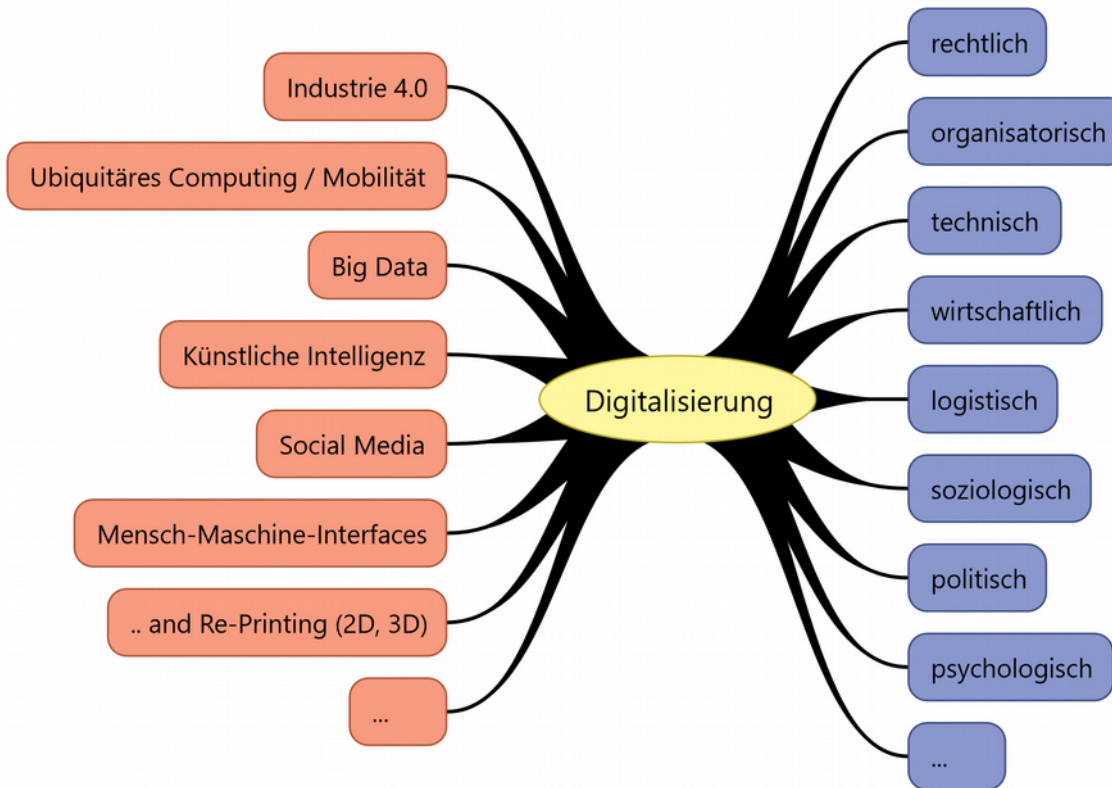 Industrie 4.0
Ubiquitäres Computing / Mobilität
Big Data
Künstliche Intelligenz
Social Media
Mensch-Maschine-Interfaces
.. and Re-Printing (2D, 3D)
...
Digitalisierung
rechtlich
organisatorisch
technisch
wirtschaftlich
logistisch
soziologisch
politisch
psychologisch
...